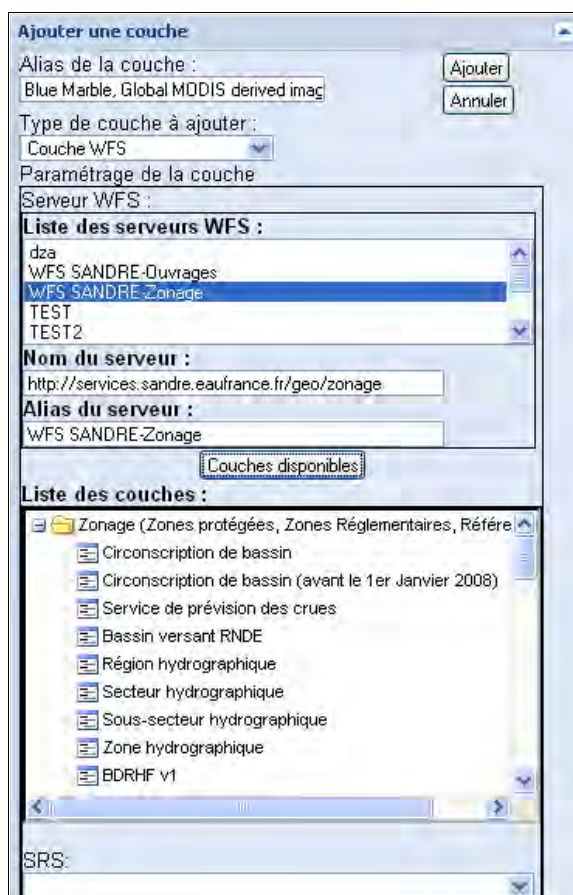 Ajouter une couche
Alias de la couche :
Ajouter
Blue Marble, Global MODIS derived imag
Annuler
Type de couche à ajouter :
Couche WFS
Paramétrage de la couche
Serveur WFS :
Liste des serveurs WFS :
dza
WFS SANDRE-Ouvrages
WFS SANDRE-Zonage
TEST
TEST2
Nom du serveur :
http://services.sandre.eaufrance.fr/geo/zonage
Alias du serveur :
WFS SANDRE-Zonage
Couches disponibles
Liste des couches :
Zonage (Zones protégées, Zones Réglementaires, Référe
Circonscription de bassin
Circonscription de bassin (avant le 1er Janvier 2008)
Service de prévision des crues
Bassin versant RNDE
Région hydrographique
Secteur hydrographique
Sous-secteur hydrographique
Zone hydrographique
BDRHF v1
SRS: